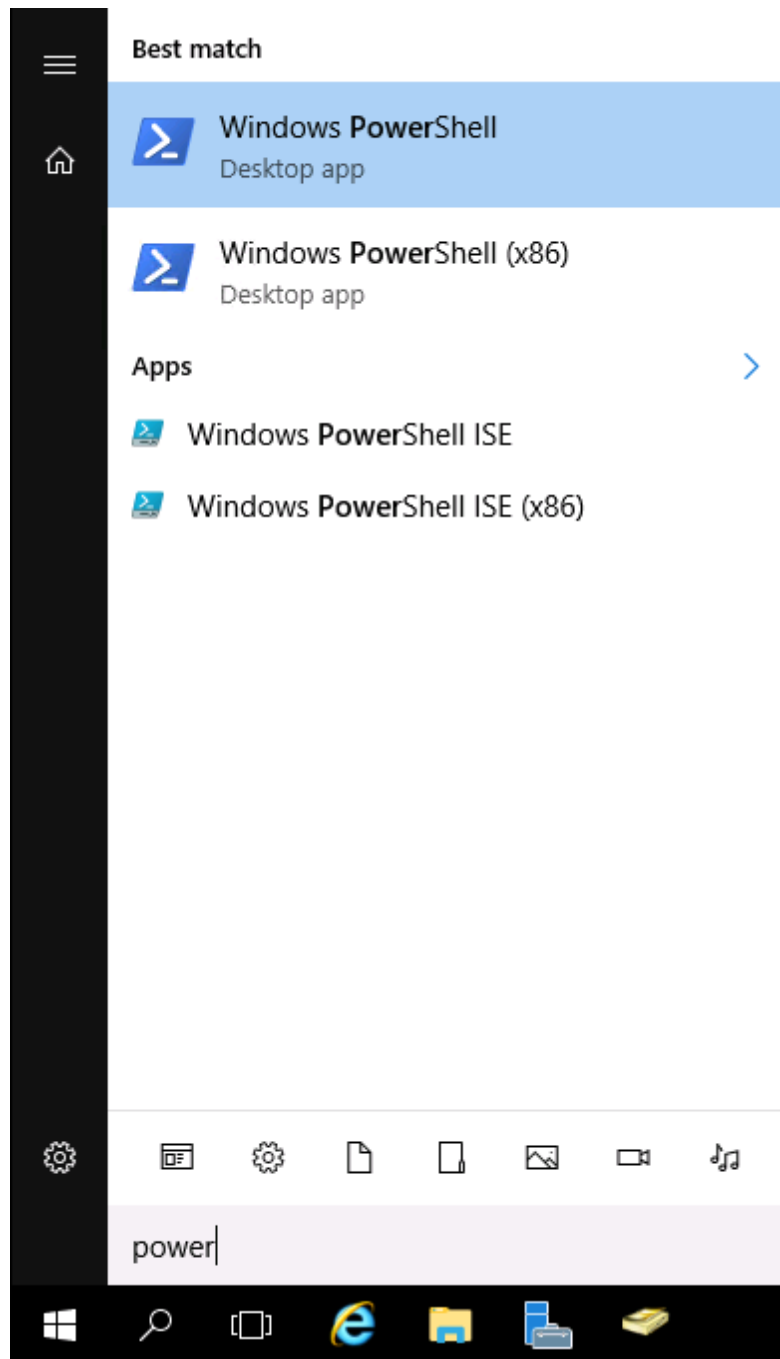 Best match
Windows PowerShell
Desktop app
Windows PowerShell (x86)
Desktop app
Apps
Windows PowerShell ISE
Windows PowerShell ISE (x86)
power